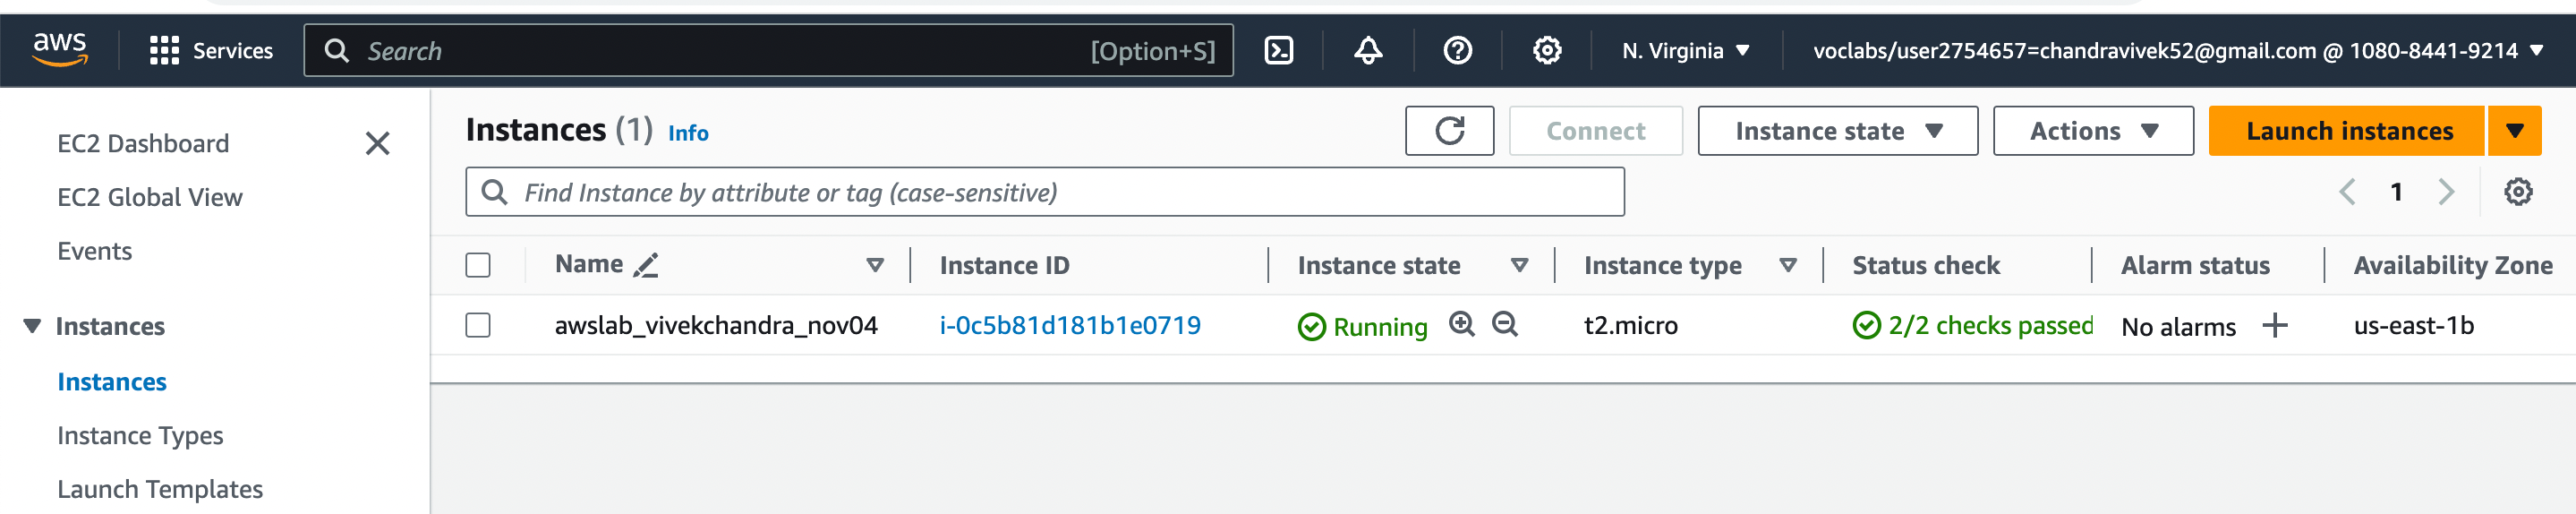 aws Services Search [Option+S] N. Virginia voclabs/user2754657=chandravivek52@gmail.com @ 1080-8441-9214
EC2 Dashboard
EC2 Global View
Events
Instances
Instances
Instance Types
Launch Templates
Instances (1) Info Connect Instance state Actions Launch instances
Find Instance by attribute or tag (case-sensitive) 1
Name Instance ID Instance state Instance type Status check Alarm status Availability Zone
awslab_vivekchandra_nov04 i-0c5b81d181b1e0719 Running t2.micro 2/2 checks passed No alarms us-east-1b